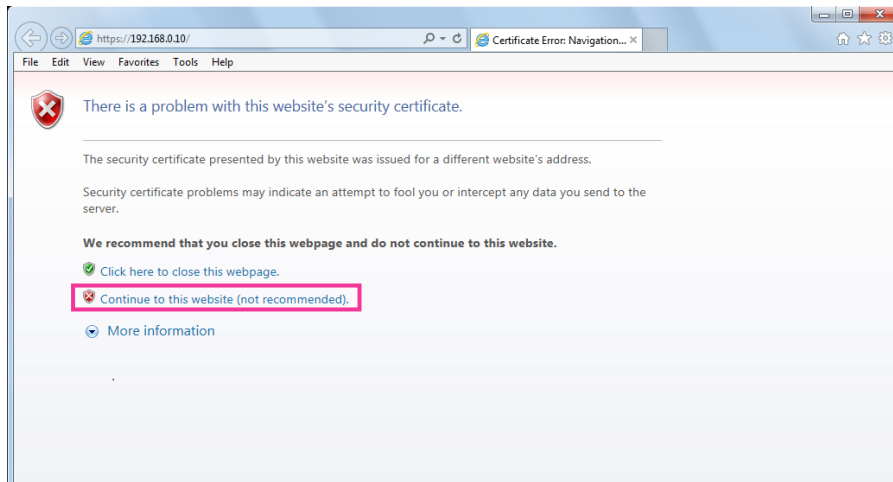 https://192.168.0.10/
Certificate Error: Navigation...
File Edit View Favorites Tools Help
There is a problem with this website's security certificate.
The security certificate presented by this website was issued for a different website's address.
Security certificate problems may indicate an attempt to fool you or intercept any data you send to the
server.
We recommend that you close this webpage and do not continue to this website.
Click here to close this webpage.
Continue to this website (not recommended).
More information